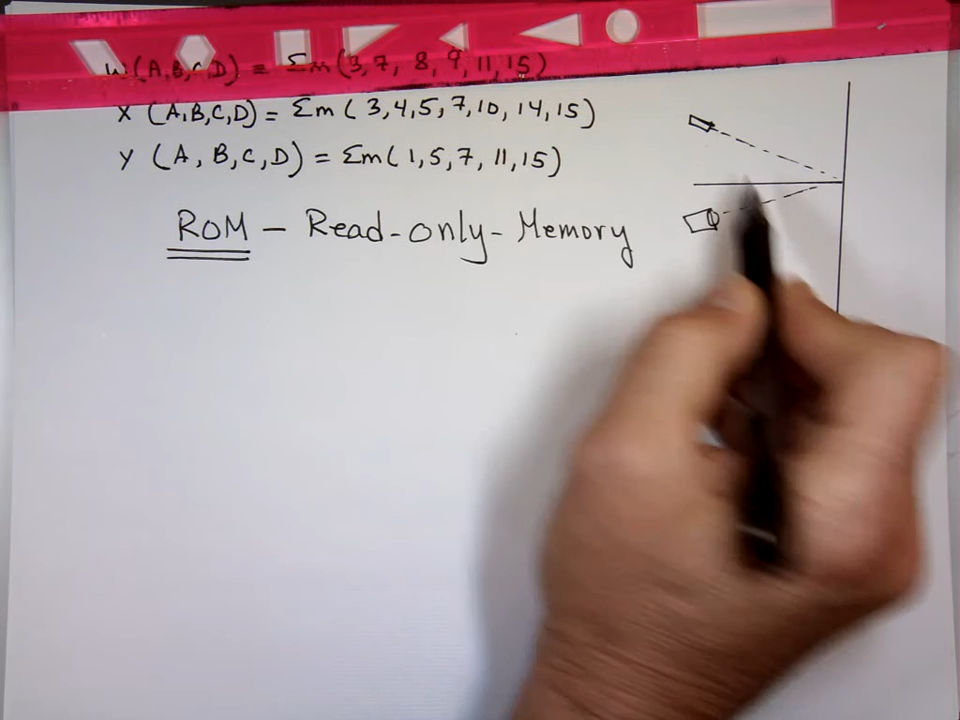 W(A,B,C,D) = Σm(3,7, 8, 9, 11, 15)
X (A,B,C,D) = Σm( 3,4,5,7,10, 14, 15)
Y (A, B, C, D) = Σm( 1, 5, 7, 11, 15)
ROM - Read-only-Memory